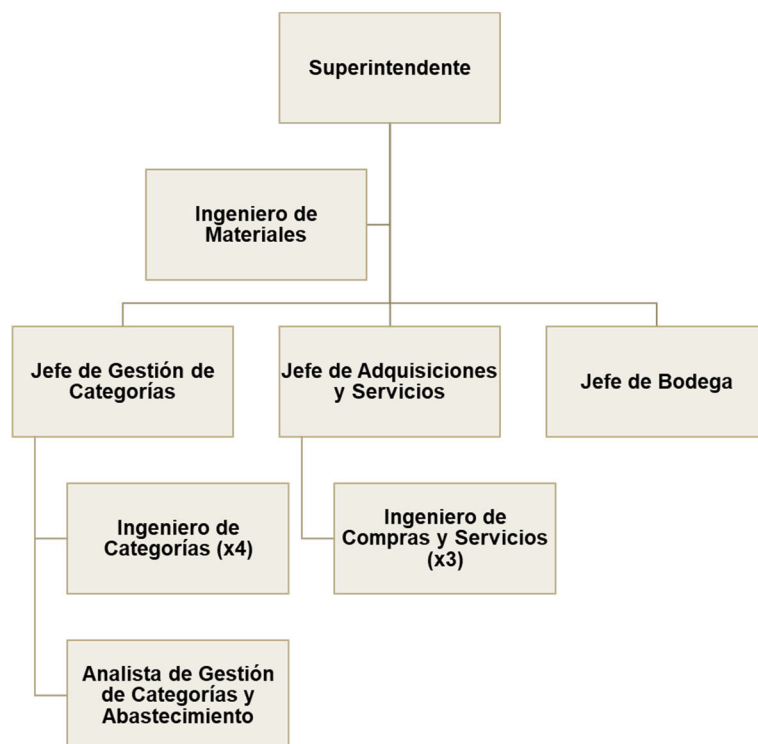 Superintendente
Ingeniero de
Materiales
Jefe de Gestión de
Categorías
Jefe de Adquisiciones
y Servicios
Jefe de Bodega
Ingeniero de
Categorías (x4)
Ingeniero de
Compras y Servicios
(x3)
Analista de Gestión
de Categorías y
Abastecimiento